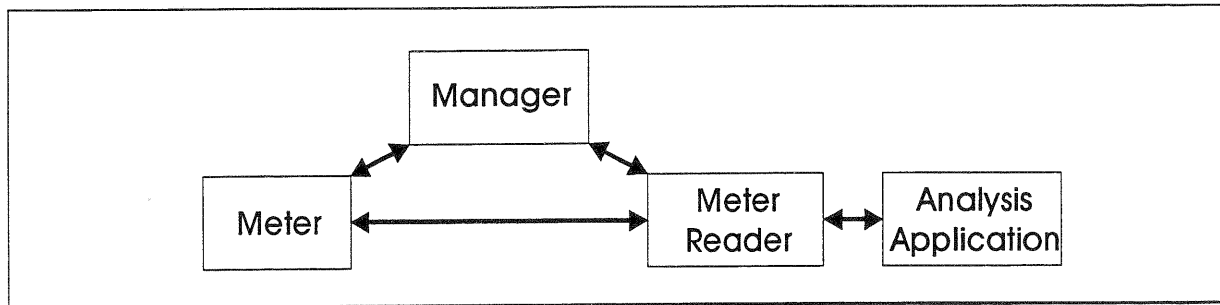 Manager
Meter
Meter
Reader
Analysis
Application